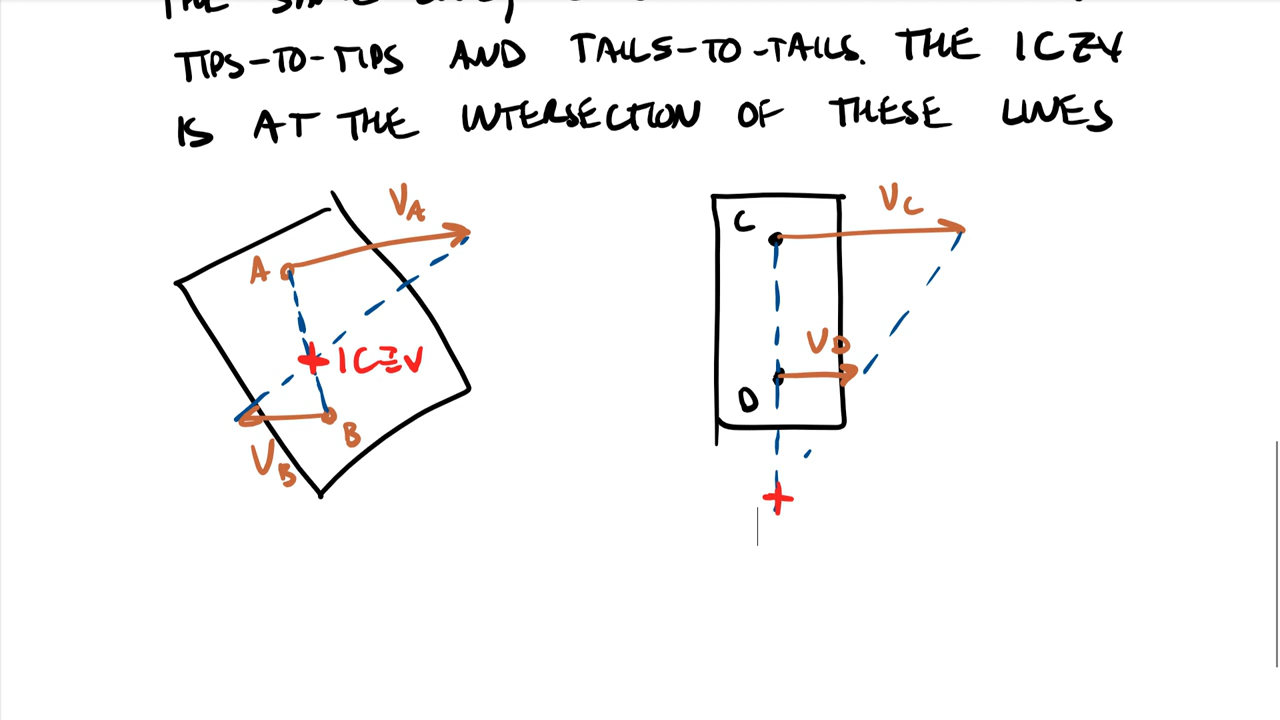 THE
TIPS-TO-TIPS AND TAILS-TO-TAILS. THE ICZV
IS AT THE INTERSECTION OF THESE LINES
VA
A
ICZV
B
VB
C
VC
VD
D